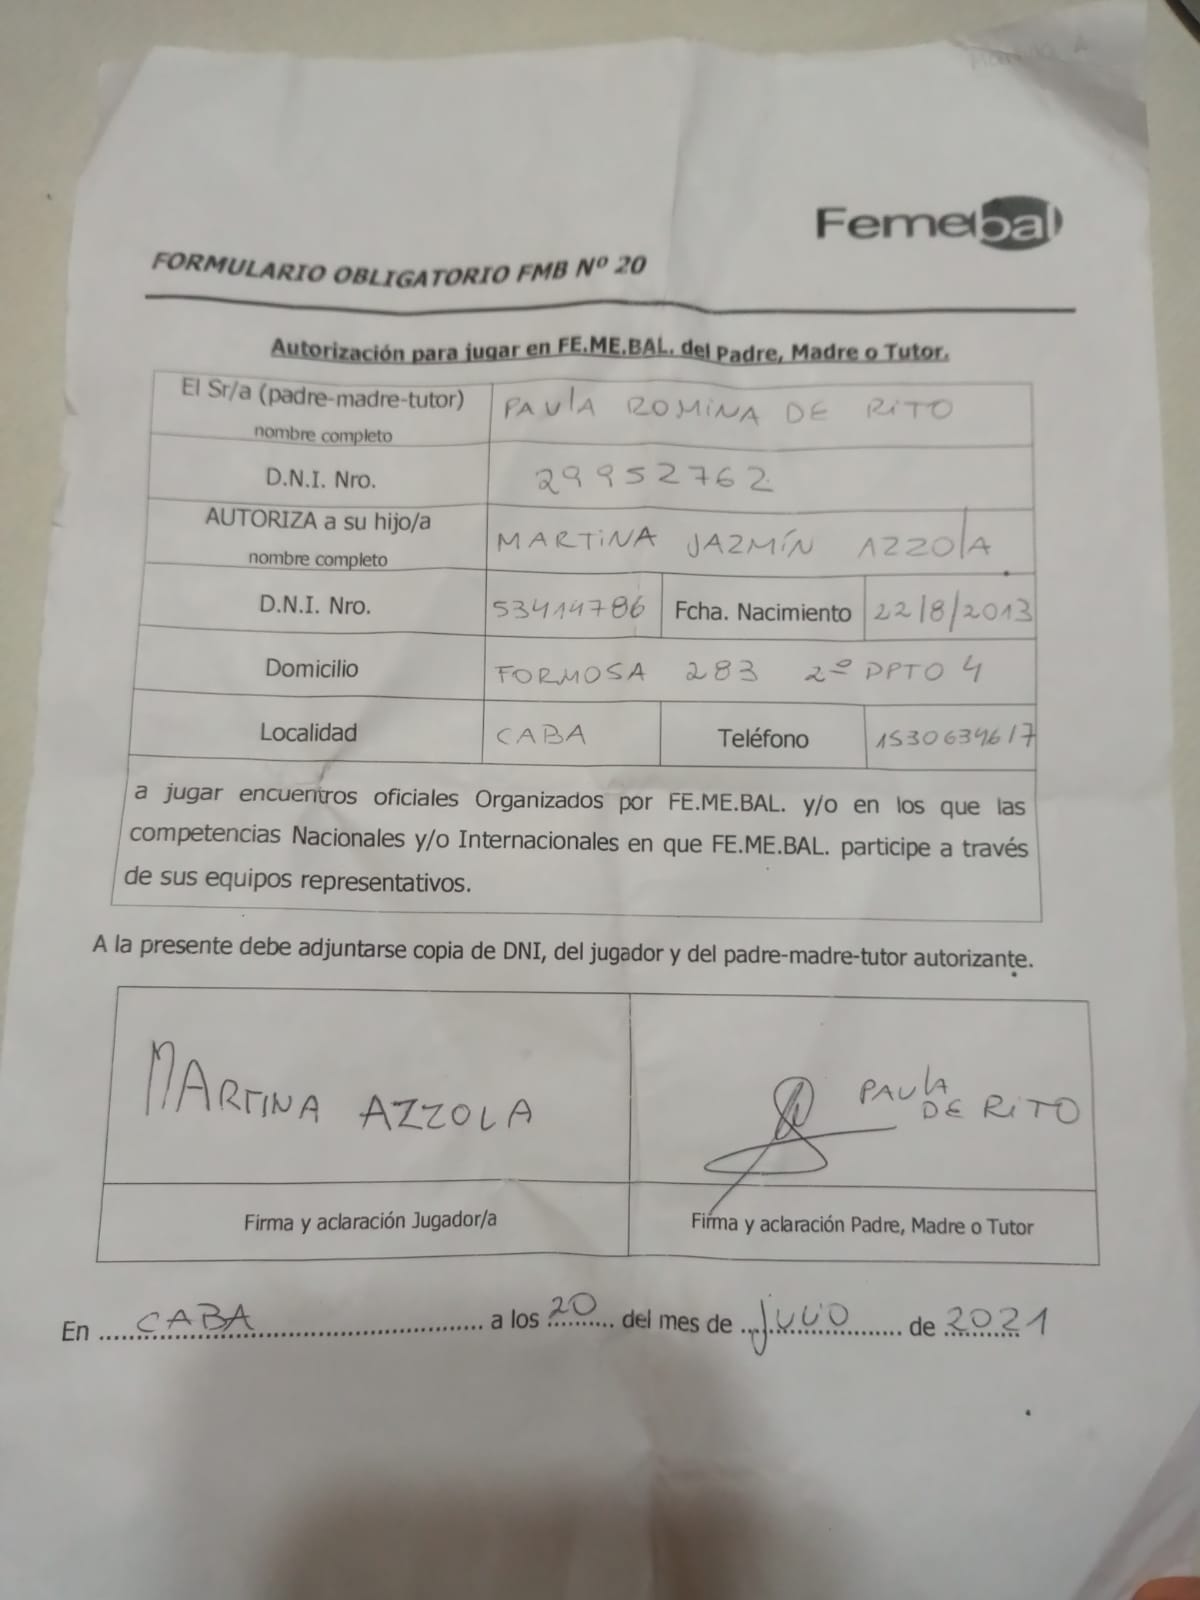 Femebal
FORMULARIO OBLIGATORIO FMB Nº 20
Autorización para jugar en FE.ME.BAL. del Padre, Madre o Tutor.
El Sr/a (padre-madre-tutor) PAULA ROMINA DE RITO
nombre completo
D.N.I. Nro. 29952762
AUTORIZA a su hijo/a
nombre completo MARTINA JAZMÍN AZZOLA
D.N.I. Nro. 53414786 Fcha. Nacimiento 22/8/2013
Domicilio FORMOSA 283 2º DPTO 4
Localidad CABA Teléfono 1530634617
a jugar encuentros oficiales Organizados por FE.ME.BAL. y/o en los que las
competencias Nacionales y/o Internacionales en que FE.ME.BAL. participe a través
de sus equipos representativos.
A la presente debe adjuntarse copia de DNI, del jugador y del padre-madre-tutor autorizante.
MARTINA AZZOLA
PAULA
DE RITO
Firma y aclaración Jugador/a
Firma y aclaración Padre, Madre o Tutor
En CABA a los 20 del mes de Julio de 2021